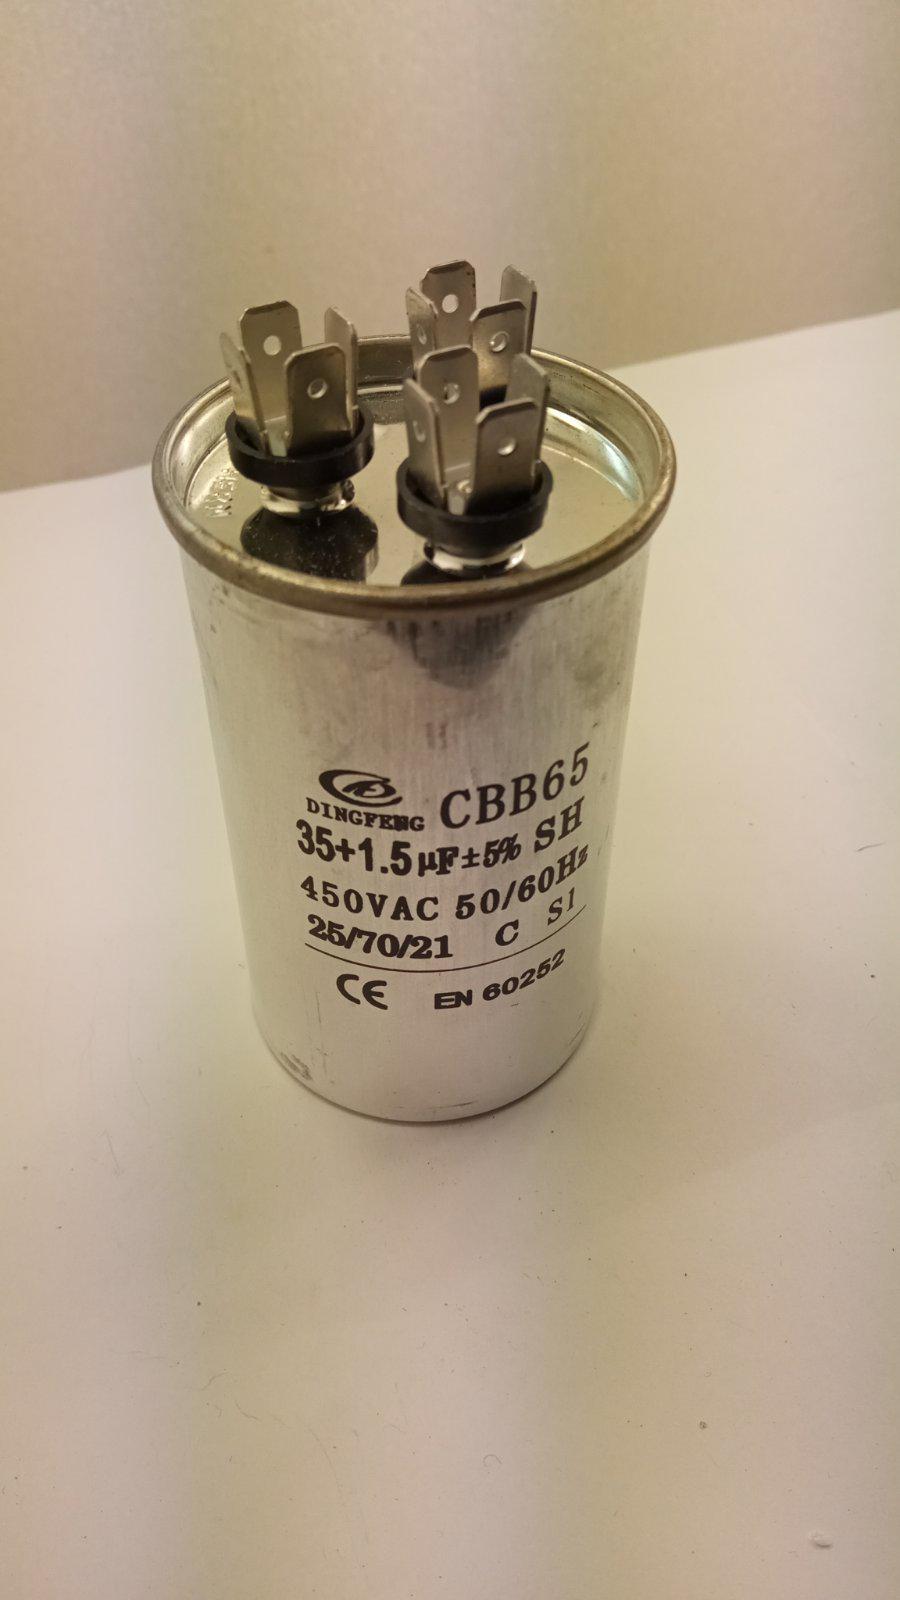 DINGFENG CBB65
35+1.5μF±5% SH
450VAC 50/60Hz
25/70/21 C S1
CE EN 60252